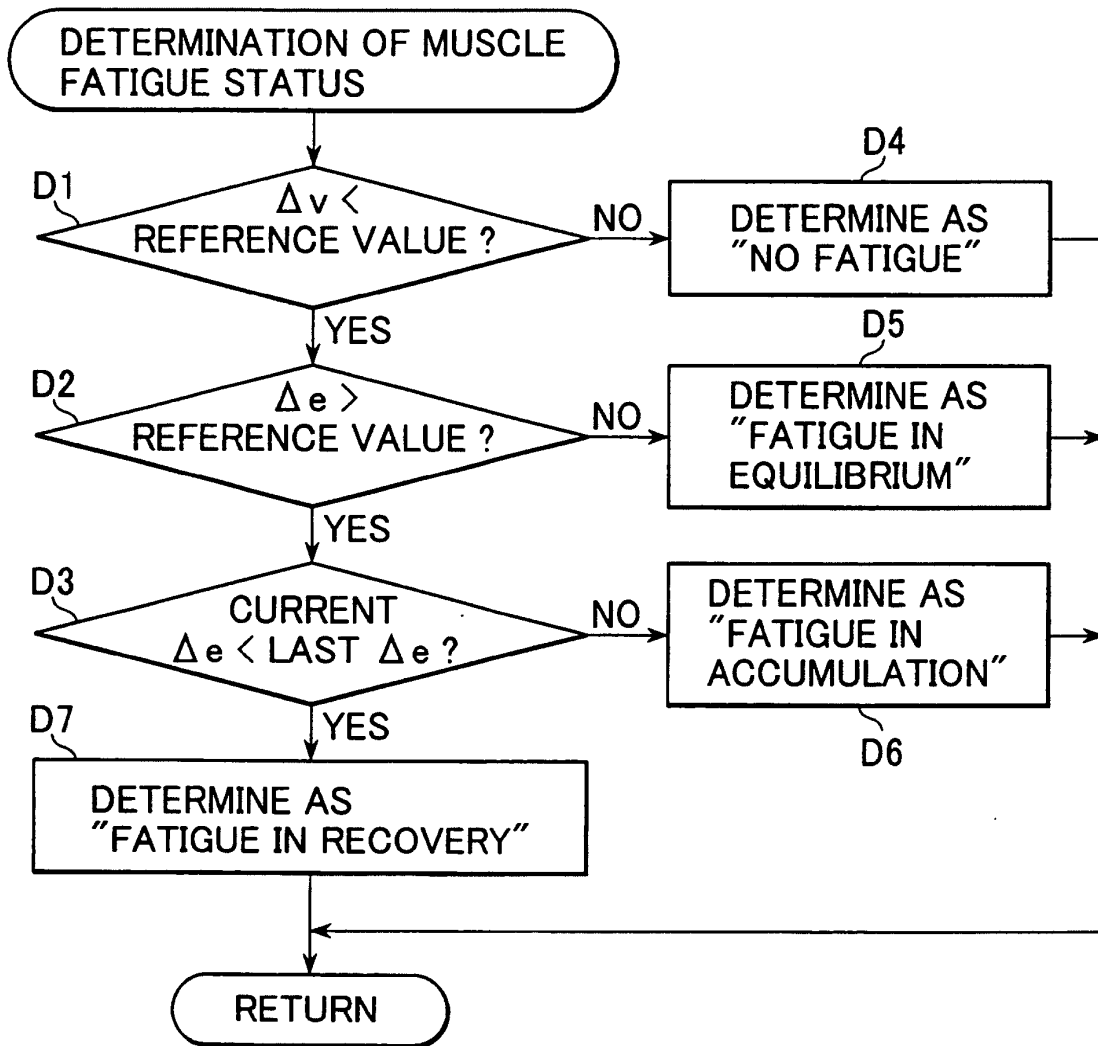 DETERMINATION OF MUSCLE
FATIGUE STATUS
D1
Δv <
REFERENCE VALUE ?
NO
D4
DETERMINE AS
"NO FATIGUE"
YES
D2
Δe >
REFERENCE VALUE ?
NO
D5
DETERMINE AS
"FATIGUE IN
EQUILIBRIUM"
YES
D3
CURRENT
Δe < LAST Δe ?
NO
DETERMINE AS
"FATIGUE IN
ACCUMULATION"
D6
YES
D7
DETERMINE AS
"FATIGUE IN RECOVERY"
RETURN